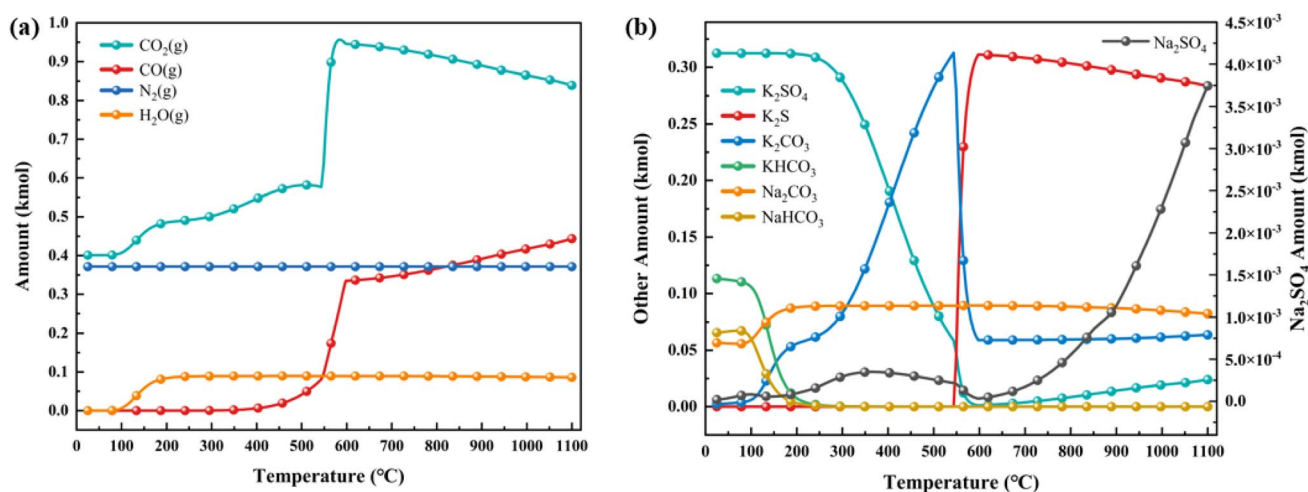 (a)
CO₂(g)
CO(g)
N₂(g)
H₂O(g)
Amount (kmol)
1.0
0.9
0.8
0.7
0.6
0.5
0.4
0.3
0.2
0.1
0.0
0 100 200 300 400 500 600 700 800 900 1000 1100
Temperature (°C)
(b)
Na₂SO₄
K₂SO₄
K₂S
K₂CO₃
KHCO₃
Na₂CO₃
NaHCO₃
Other Amount (kmol)
0.30
0.25
0.20
0.15
0.10
0.05
0.00
Na₂SO₄ Amount (kmol)
4.5×10⁻³
4.0×10⁻³
3.5×10⁻³
3.0×10⁻³
2.5×10⁻³
2.0×10⁻³
1.5×10⁻³
1.0×10⁻³
5.0×10⁻⁴
0.0
0 100 200 300 400 500 600 700 800 900 1000 1100
Temperature (°C)